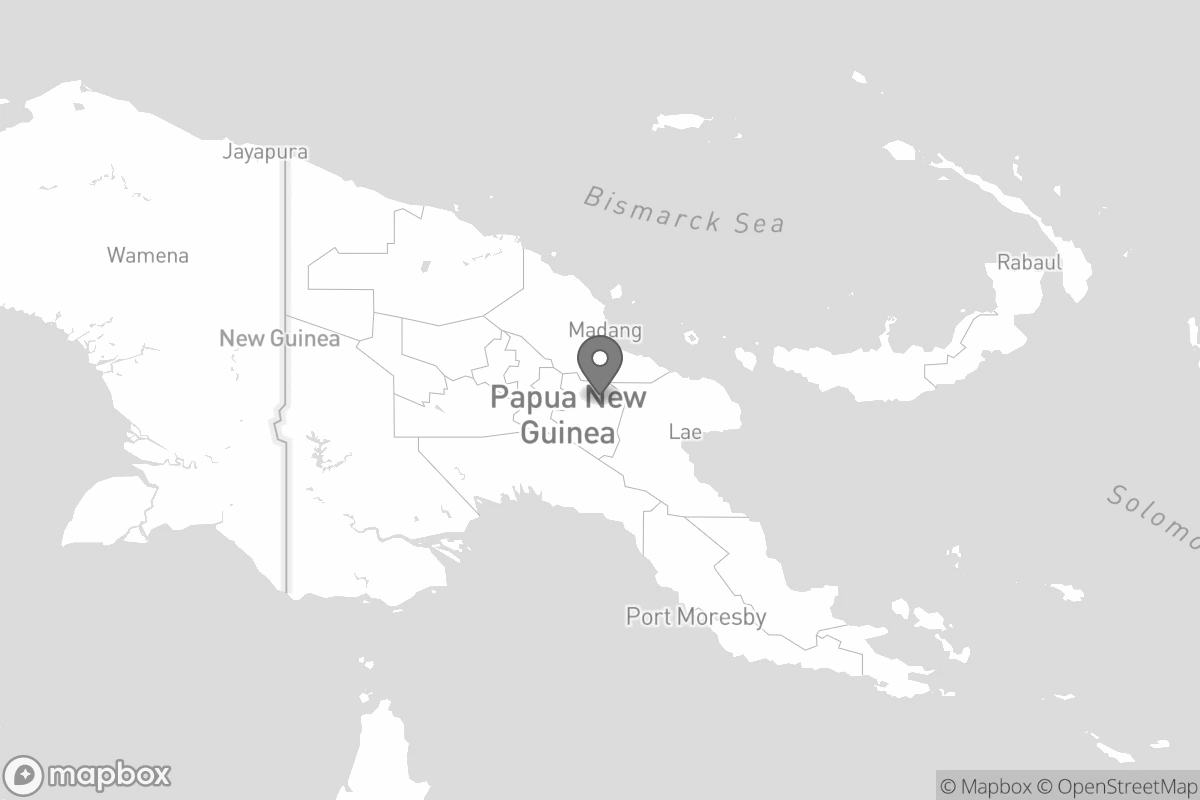 Jayapura
Bismarck Sea
Wamena
Rabaul
New Guinea
Madang
Papua New
Guinea
Lae
Solomo
Port Moresby
mapbox
© Mapbox © OpenStreetMap